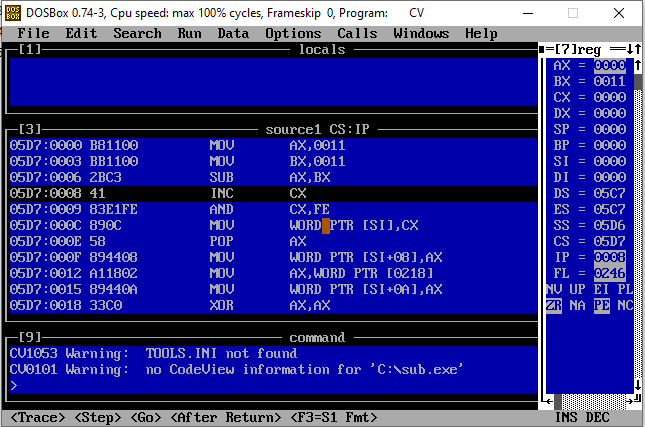 DOSBox 0.74-3, Cpu speed: max 100% cycles, Frameskip 0, Program: CV
File Edit Search Run Data Options Calls Windows Help
[1] locals
[3] source1 CS:IP
05D7:0000 B81100 MOV AX,0011
05D7:0003 BB1100 MOV BX,0011
05D7:0006 2BC3 SUB AX,BX
05D7:0008 41 INC CX
05D7:0009 83E1FE AND CX,FE
05D7:000C 890C MOV WORD PTR [SI],CX
05D7:000E 58 POP AX
05D7:000F 894408 MOV WORD PTR [SI+08],AX
05D7:0012 A11802 MOV AX,WORD PTR [0218]
05D7:0015 89440A MOV WORD PTR [SI+0A],AX
05D7:0018 33C0 XOR AX,AX
[9] command
CV1053 Warning: TOOLS.INI not found
CV0101 Warning: no CodeView information for 'C:\sub.exe'
>
[7]reg
AX = 0000
BX = 0011
CX = 0000
DX = 0000
SP = 0000
BP = 0000
SI = 0000
DI = 0000
DS = 05C7
ES = 05C7
SS = 05D6
CS = 05D7
IP = 0008
FL = 0246
NV UP EI PL
ZR NA PE NC
<Trace> <Step> <Go> <After Return> <F3=S1 Fmt> INS DEC